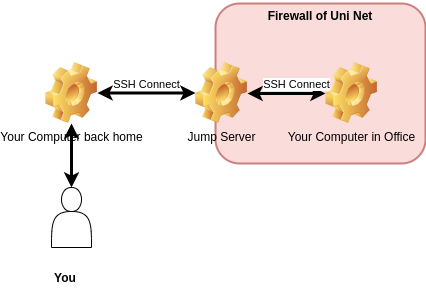 Firewall of Uni Net
SSH Connect
SSH Connect
Your Computer back home
Jump Server
Your Computer in Office
You